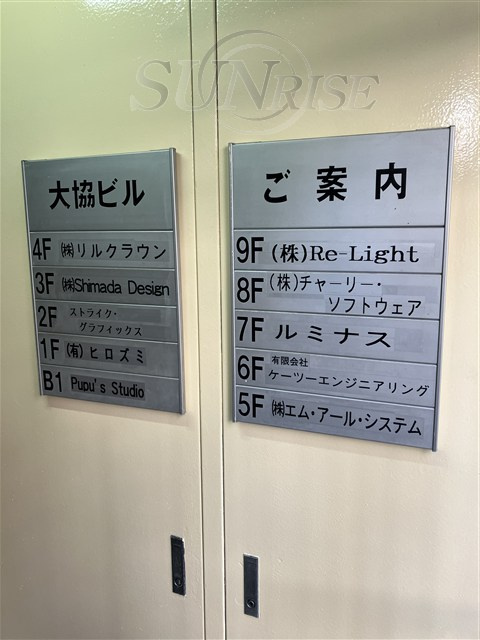 SUNRISE
大協ビル
4F ㈱リルクラウン
3F ㈱Shimada Design
2F ストライク・
グラフィックス
1F (有)ヒロズミ
B1 Pupu's Studio
ご案内
9F (株)Re-Light
8F (株)チャーリー・
ソフトウェア
7F ルミナス
6F 有限会社
ケーツーエンジニアリング
5F ㈱エム・アール・システム